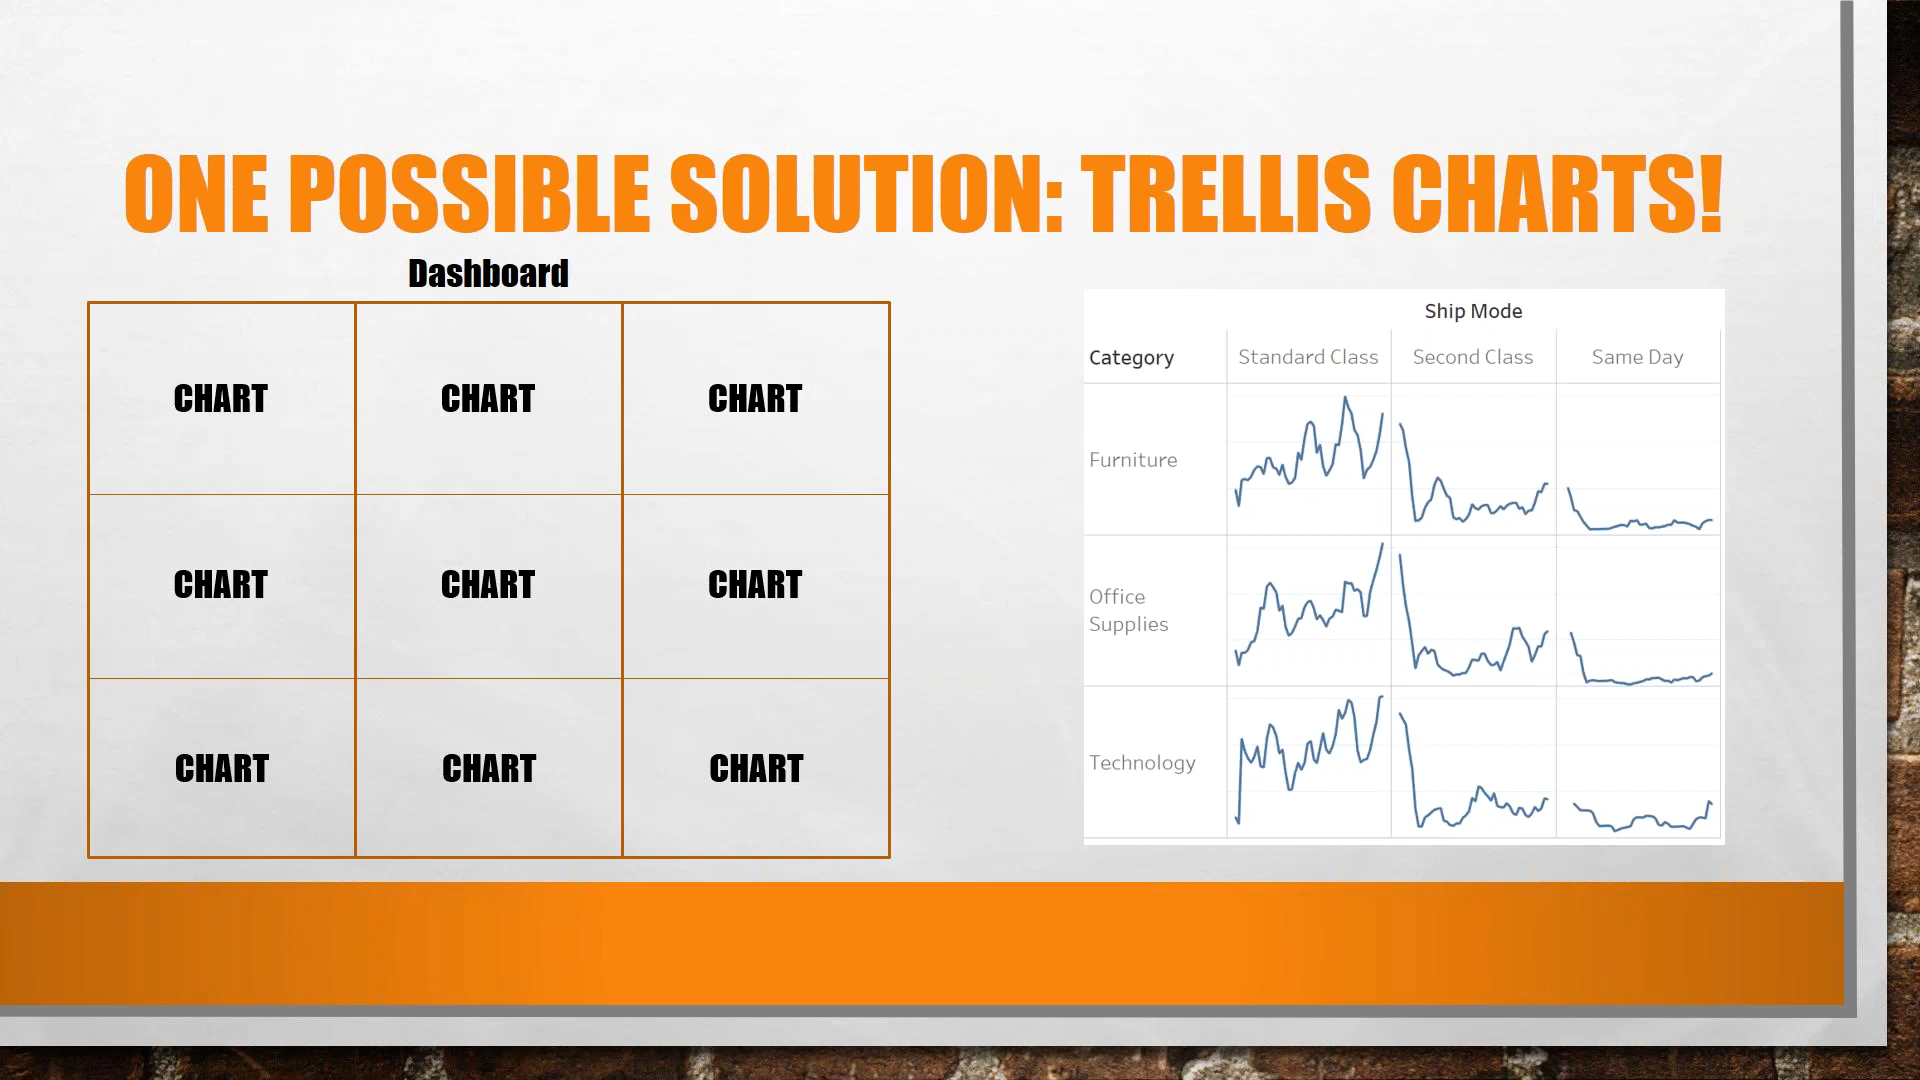 ONE POSSIBLE SOLUTION: TRELLIS CHARTS!
Dashboard
CHART CHART CHART
CHART CHART CHART
CHART CHART CHART
Ship Mode
Category Standard Class Second Class Same Day
Furniture
Office
Supplies
Technology